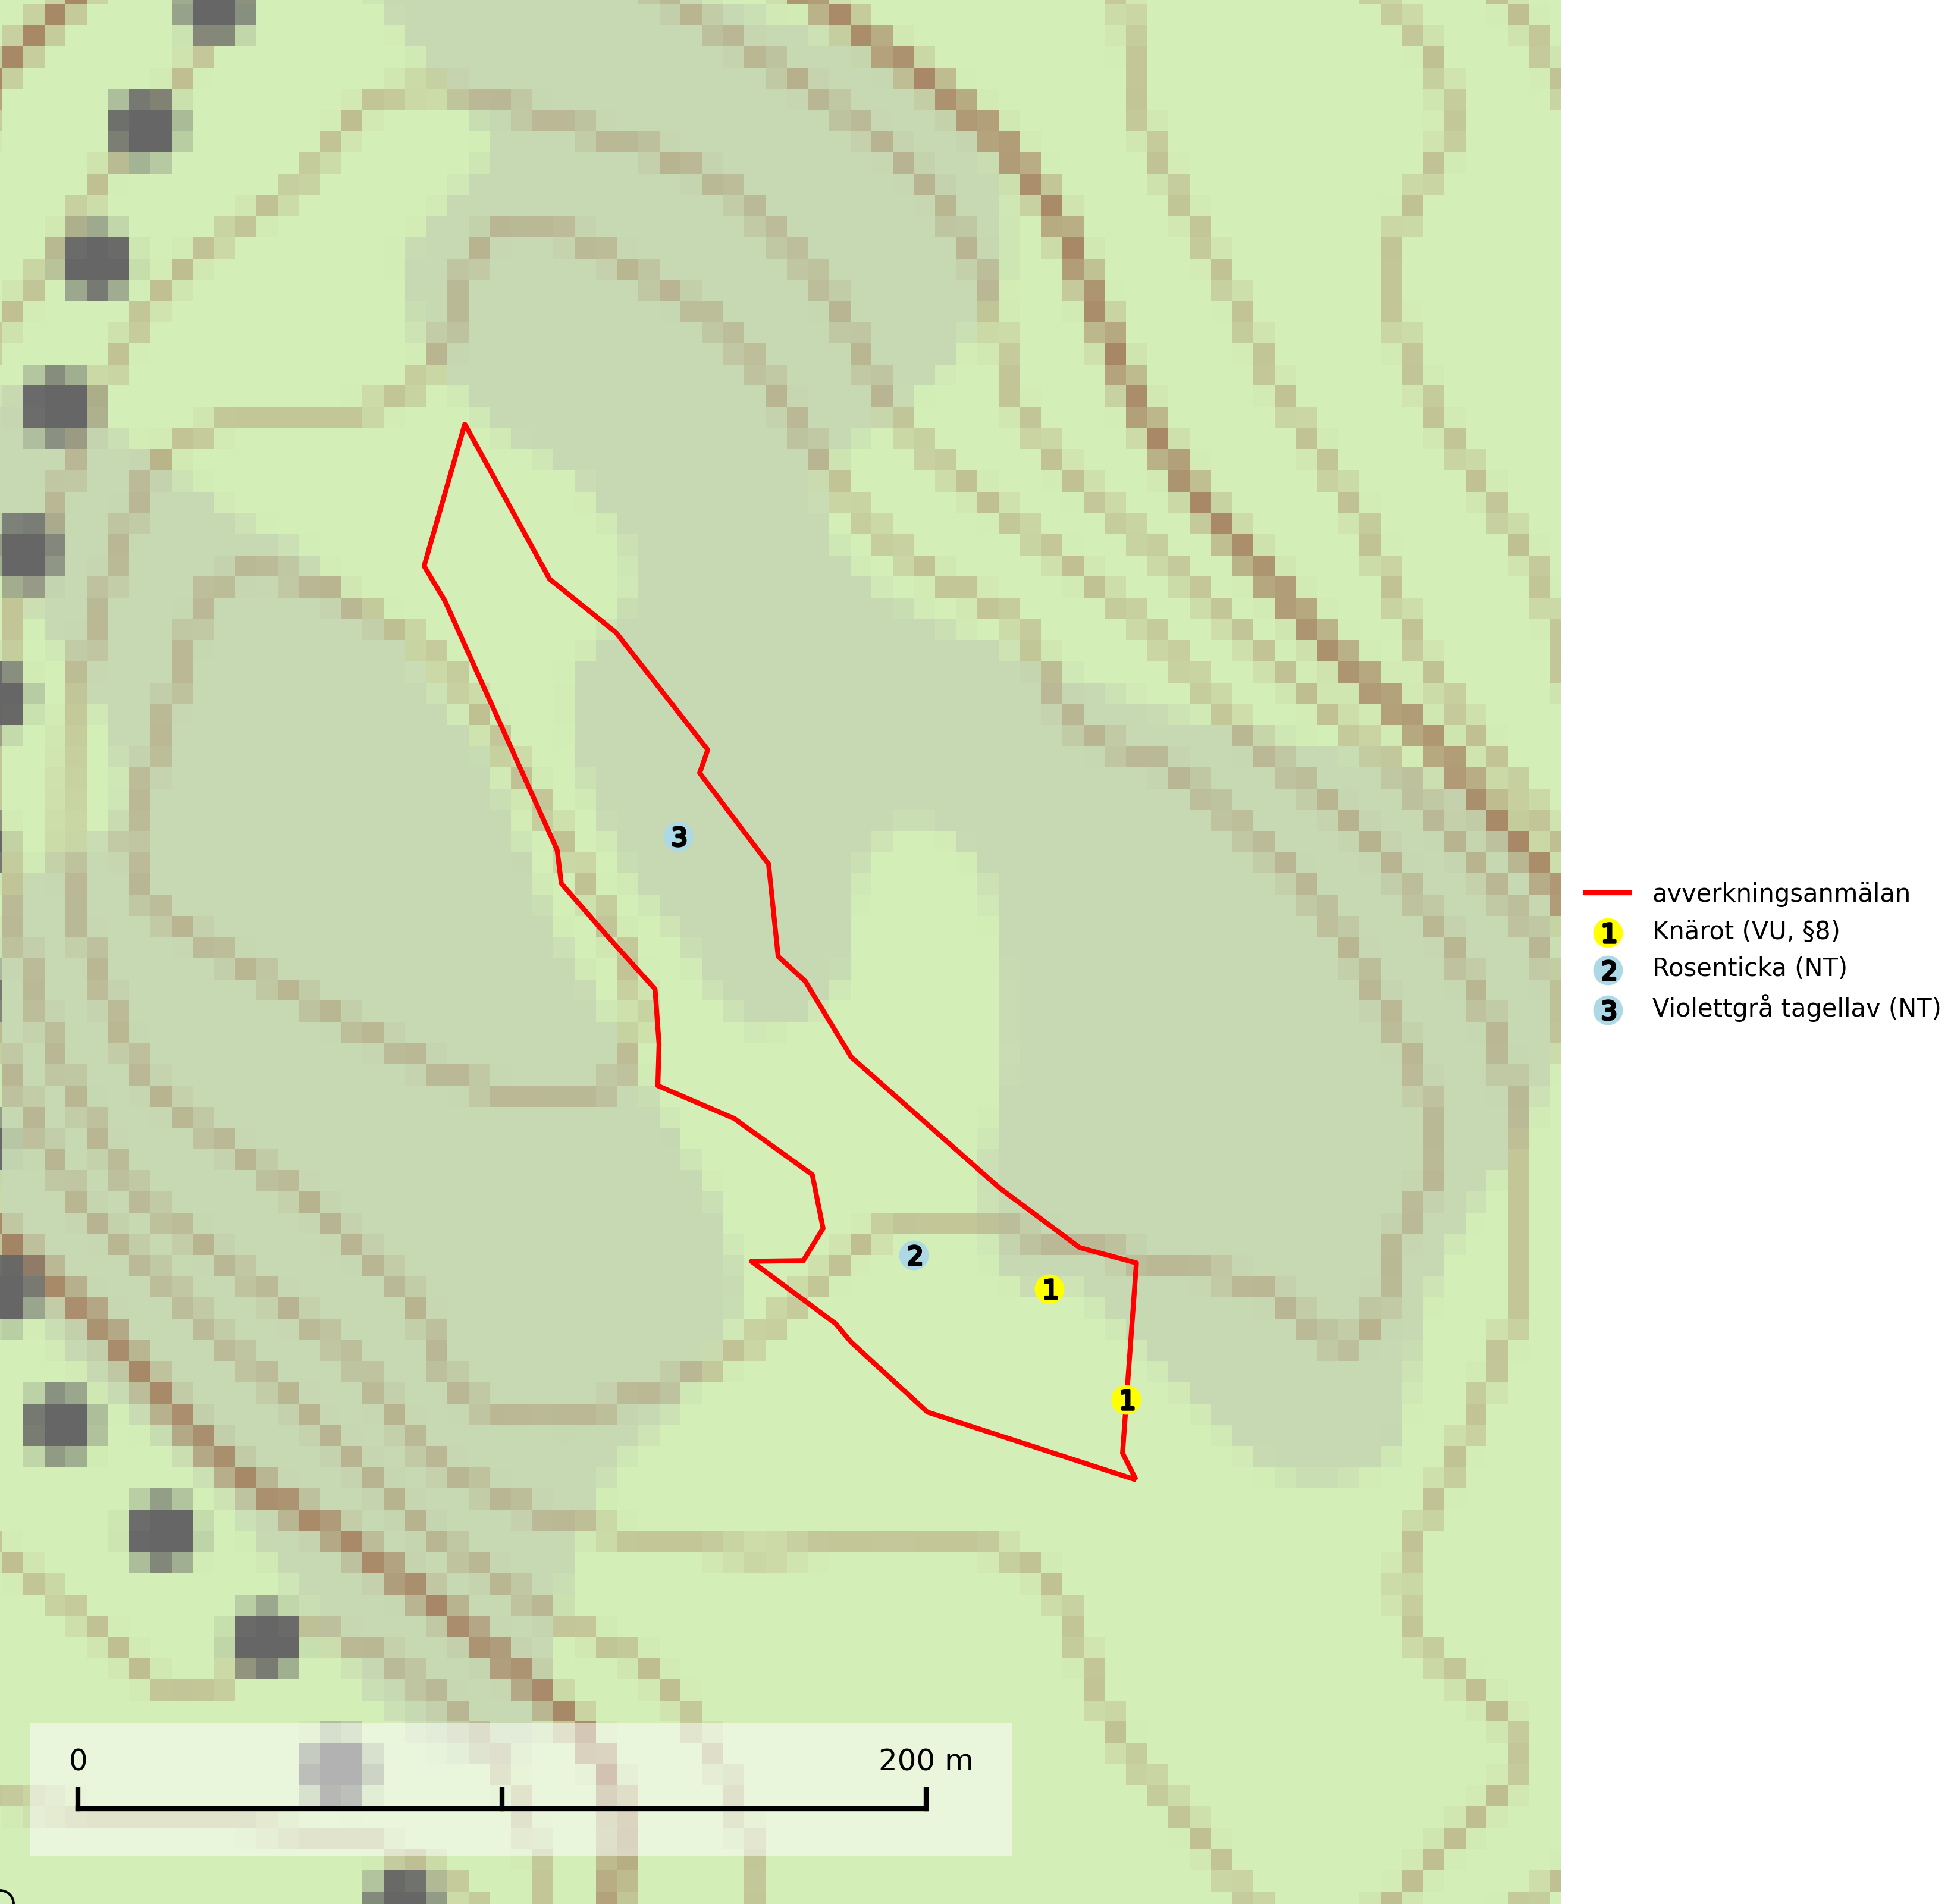 3
2
1
1
0 200 m
avverkningsanmälan
1 Knärot (VU, §8)
2 Rosenticka (NT)
3 Violettgrå tagellav (NT)